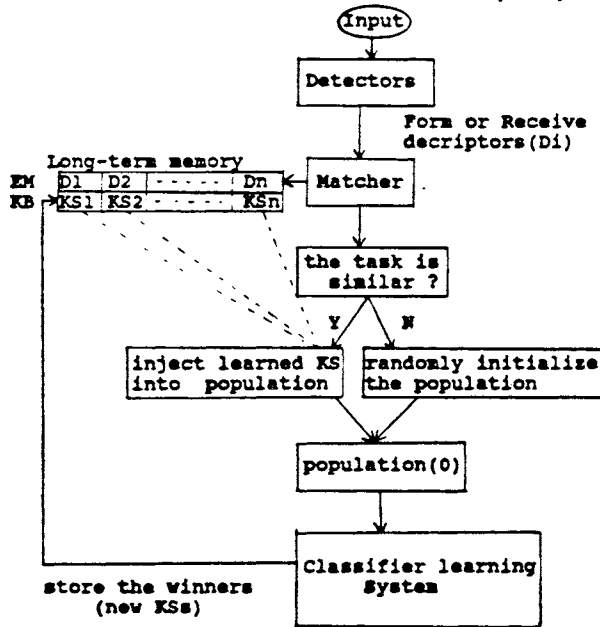 Input
Detectors
Form or Receive
decriptors(Di)
Long-term memory
EM D1 D2 ----- Dn
KB KS1 KS2 ----- KSn
Matcher
the task is
similar ?
Y N
inject learned KS
into population
randomly initialize
the population
population(0)
Classifier learning
System
store the winners
(new KSs)